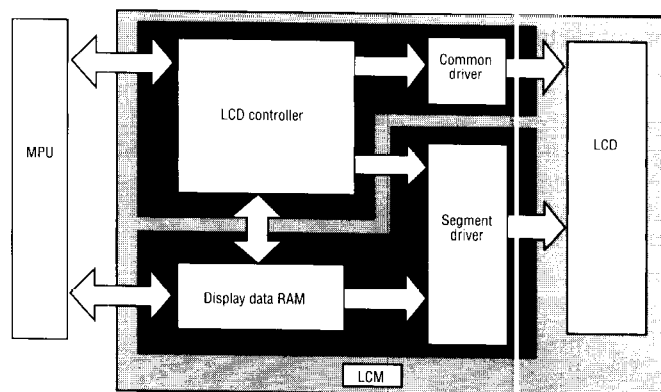 MPU
LCD controller
Common
driver
LCD
Segment
driver
Display data RAM
LCM